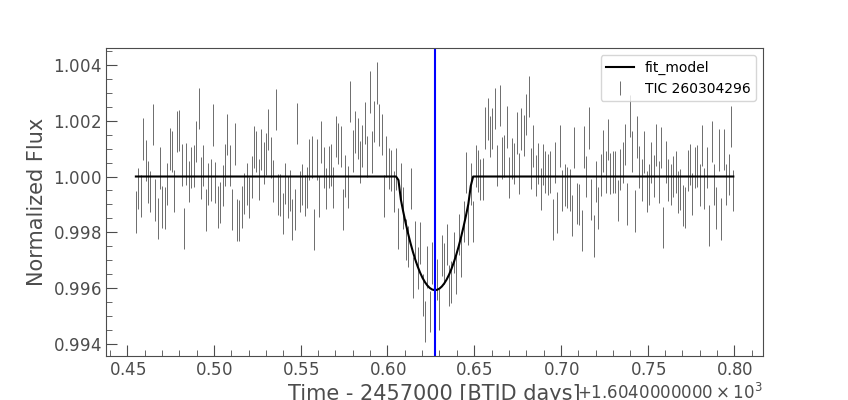 1.004
1.002
1.000
0.998
0.996
0.994
Normalized Flux
fit_model
TIC 260304296
0.45 0.50 0.55 0.60 0.65 0.70 0.75 0.80
Time - 2457000 [BTJD days]
+1.6040000000 × 10³